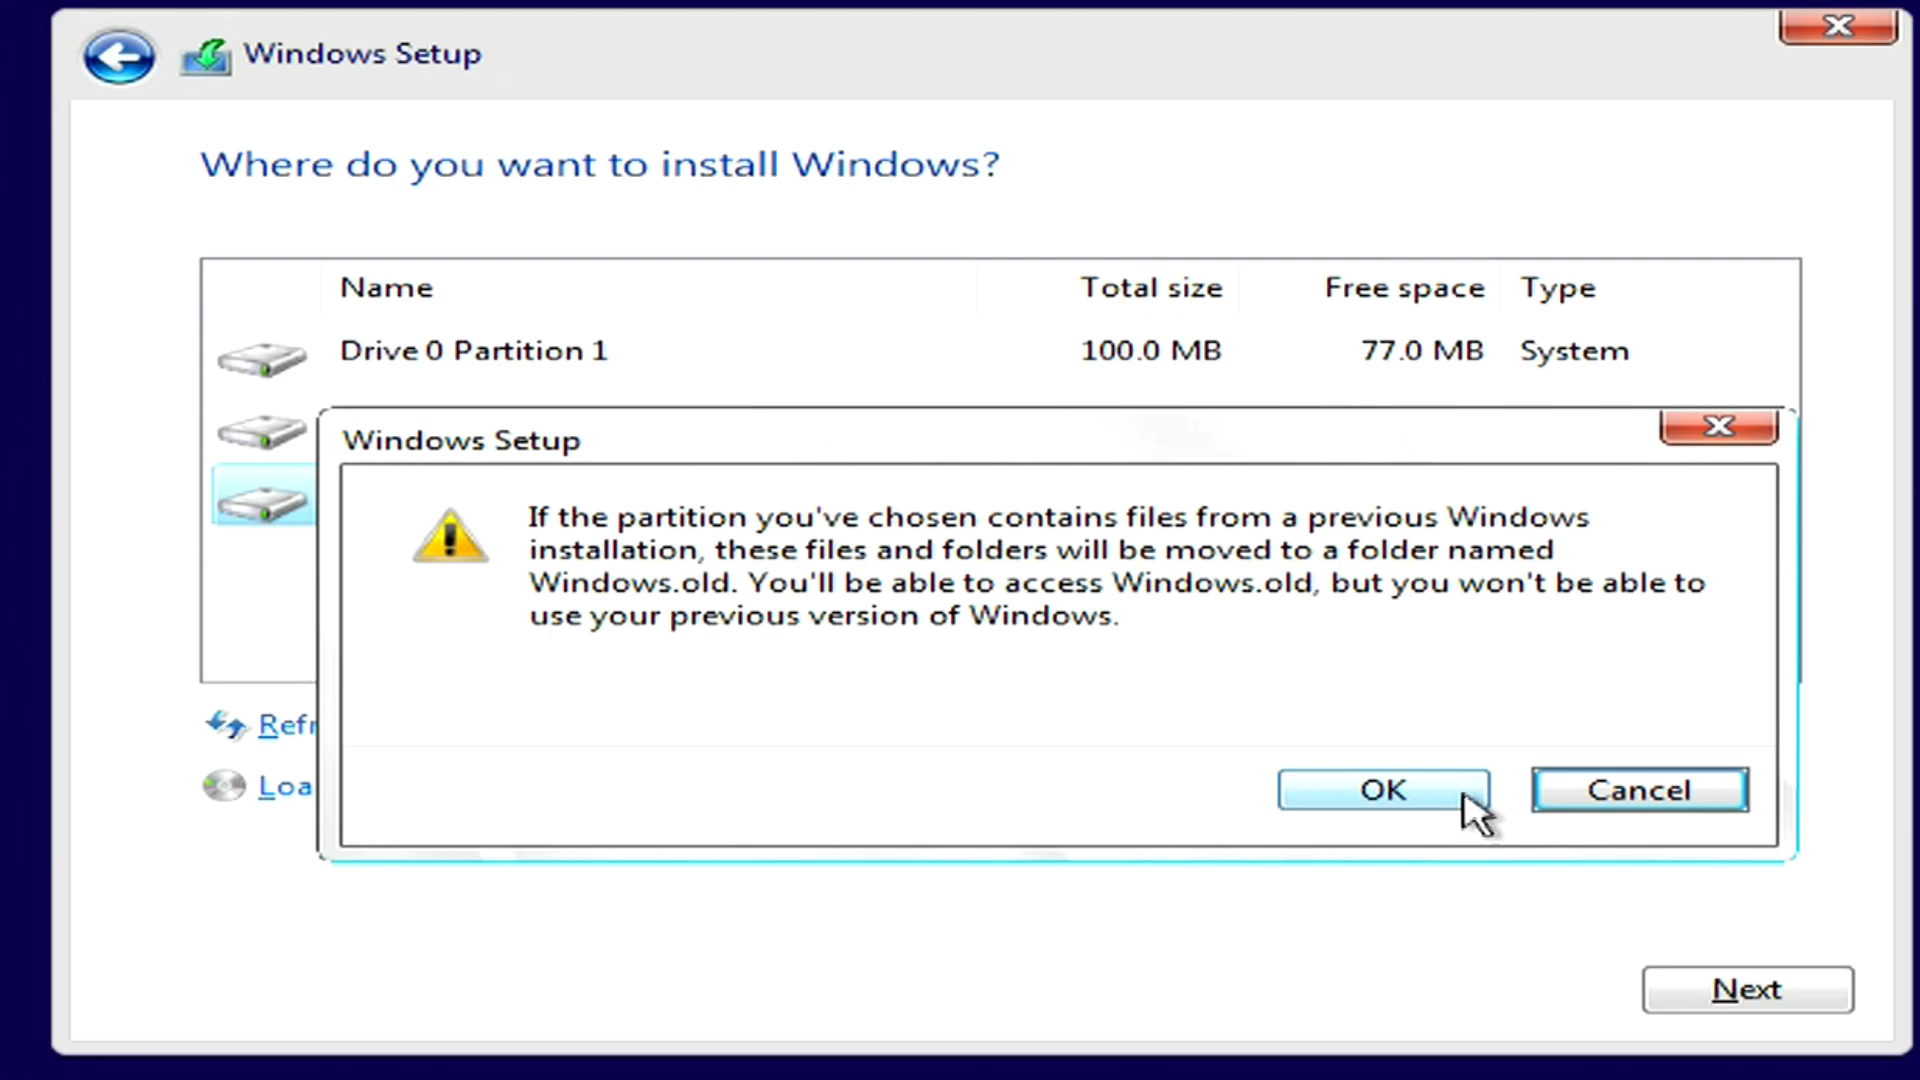 Windows Setup
Where do you want to install Windows?
Name Total size Free space Type
Drive 0 Partition 1 100.0 MB 77.0 MB System
Windows Setup
If the partition you've chosen contains files from a previous Windows
installation, these files and folders will be moved to a folder named
Windows.old. You'll be able to access Windows.old, but you won't be able to
use your previous version of Windows.
Refr
Loa
OK Cancel
Next